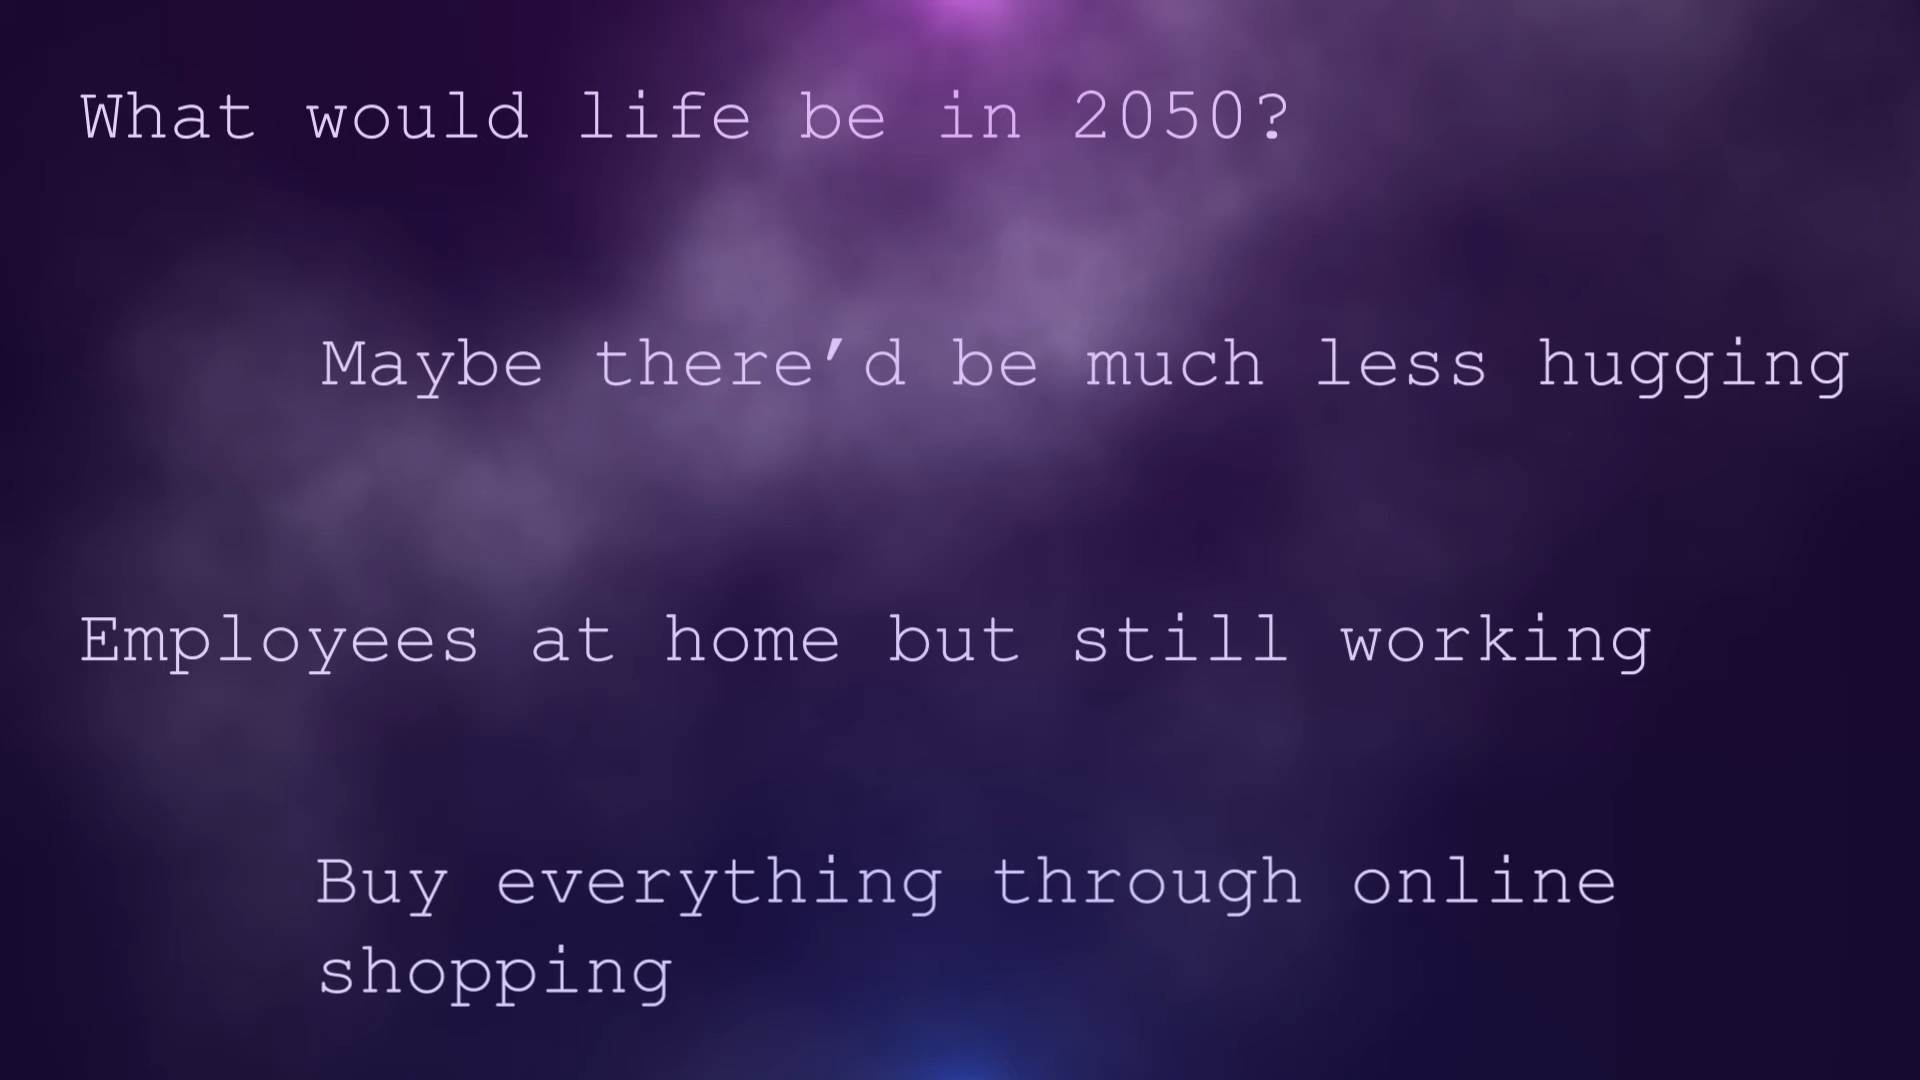 What would life be in 2050?
Maybe there’d be much less hugging
Employees at home but still working
Buy everything through online
shopping